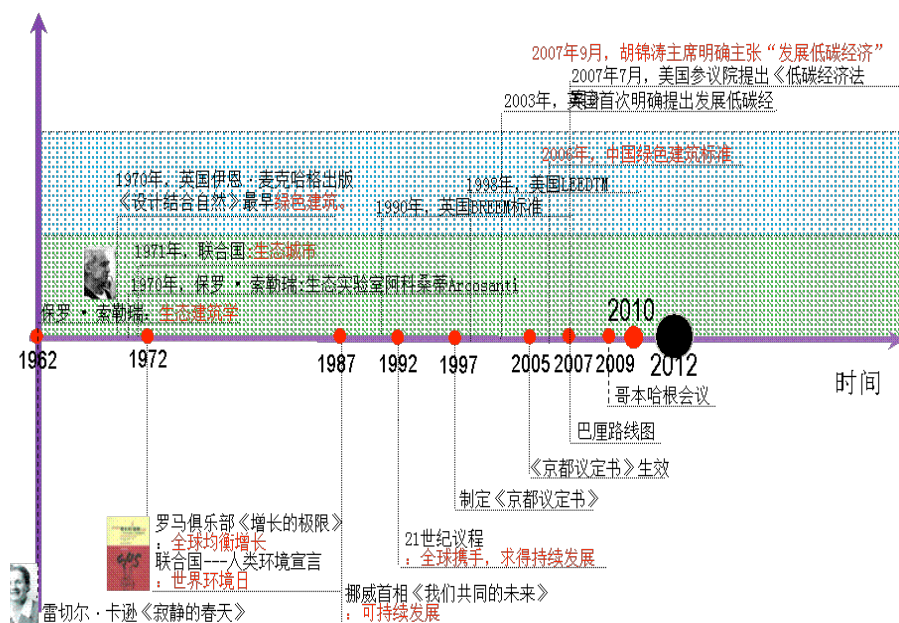 2007年9月，胡锦涛主席明确主张“发展低碳经济”
2007年7月，美国参议院提出《低碳经济法
2003年，英国首次明确提出发展低碳经
2006年，中国绿色建筑标准
1970年，英国伊恩·麦克哈格出版
《设计结合自然》最早绿色建筑。
1998年，美国LEEDTM
1990年，英国BREEM标准
1971年，联合国:生态城市
1970年，保罗·索勒瑞:生态实验室阿科桑蒂Arcosanti
保罗·索勒瑞：生态建筑学
2010
1962
1972
1987
1992
1997
2005
2007
2009
2012
时间
哥本哈根会议
巴厘路线图
《京都议定书》生效
制定《京都议定书》
罗马俱乐部《增长的极限》
：全球均衡增长
联合国---人类环境宣言
：世界环境日
21世纪议程
：全球携手，求得持续发展
挪威首相《我们共同的未来》
：可持续发展
雷切尔·卡逊《寂静的春天》